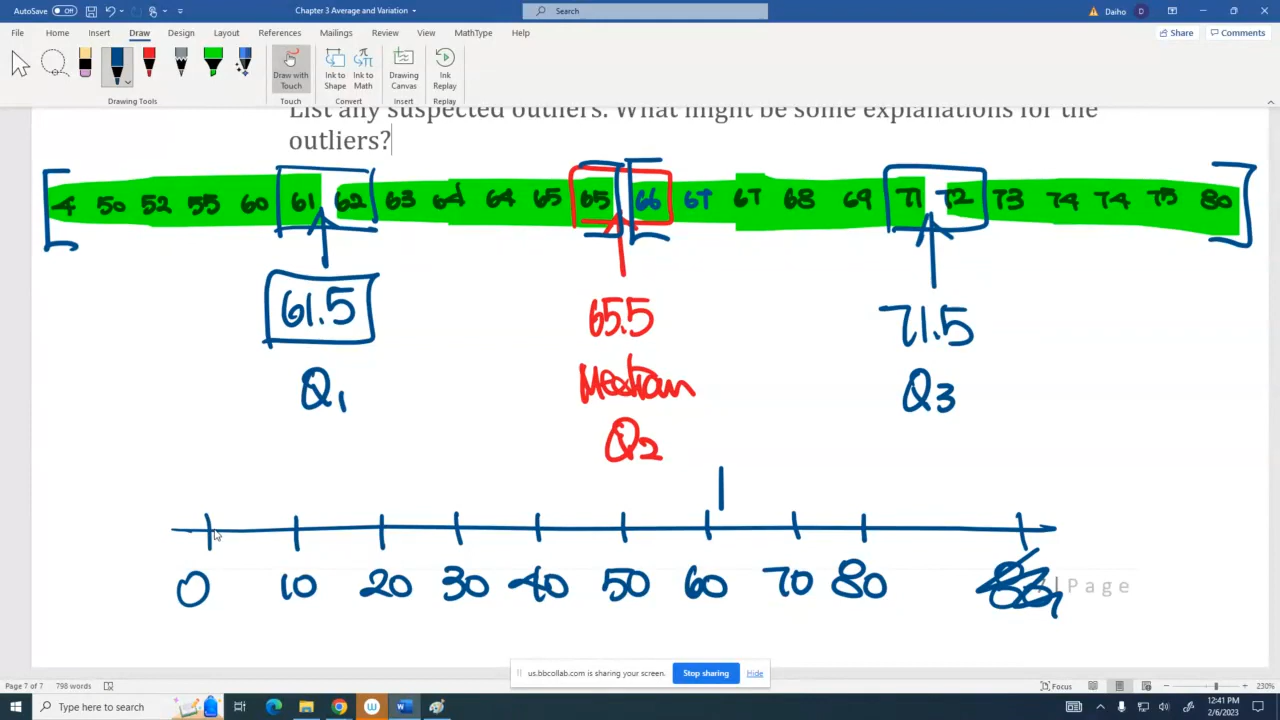 AutoSave Off Chapter 3 Average and Variation Search Daiho D
File Home Insert Draw Design Layout References Mailings Review View MathType Help Share Comments
Draw with Touch Ink to Shape Ink to Math Drawing Canvas Ink Replay
Drawing Tools Touch Convert Insert Replay
List any suspected outliers. What might be some explanations for the
outliers?
4 50 52 55 60 61 62 63 64 64 65 65 66 67 67 68 69 71 72 73 74 74 75 80
61.5 65.5 71.5
Q1 Median Q3
Q2
0 10 20 30 40 50 60 70 80
| Page
us.bbcollab.com is sharing your screen. Stop sharing Hide
Page 7 of 7 798 words Focus 230%
Type here to search 12:41 PM
2/6/2023